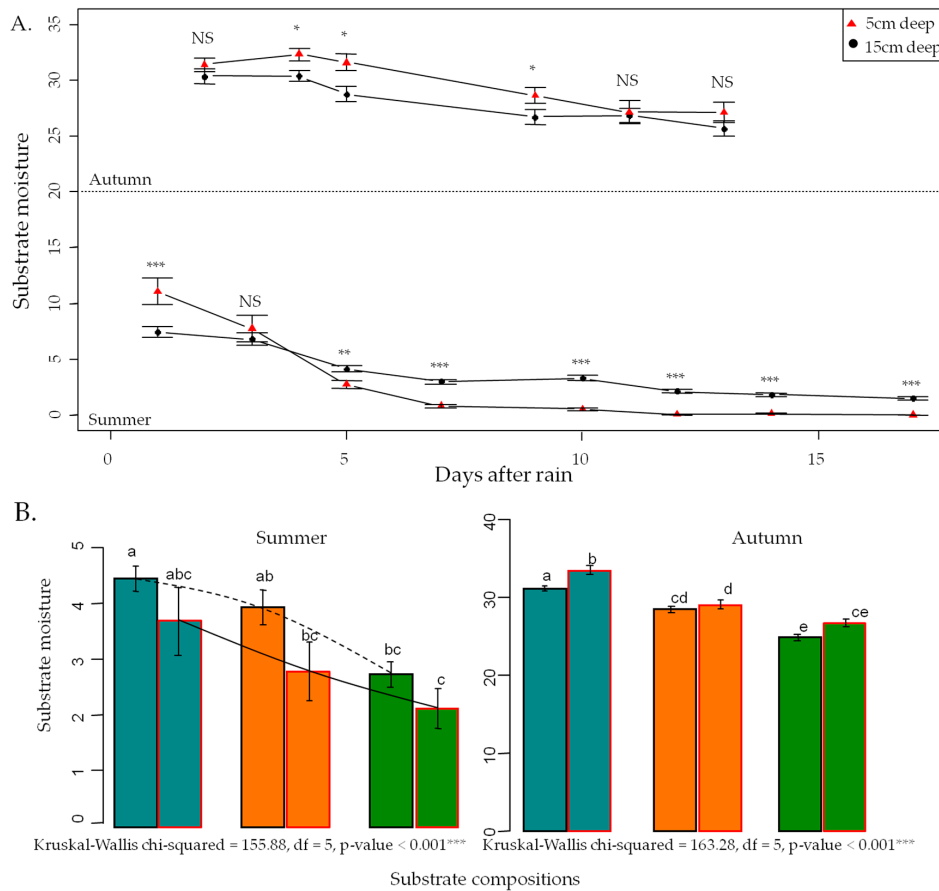 A.
5cm deep
15cm deep
NS * * * NS NS
Substrate moisture
35
30
25
20
15
10
5
0
Autumn
*** NS ** *** *** *** *** ***
Summer
0 5 10 15
Days after rain
B.
Summer
Substrate moisture
5
4
3
2
1
0
a abc ab bc bc c
Kruskal-Wallis chi-squared = 155.88, df = 5, p-value < 0.001***
Autumn
40
30
20
10
0
a b cd d e ce
Kruskal-Wallis chi-squared = 163.28, df = 5, p-value < 0.001***
Substrate compositions